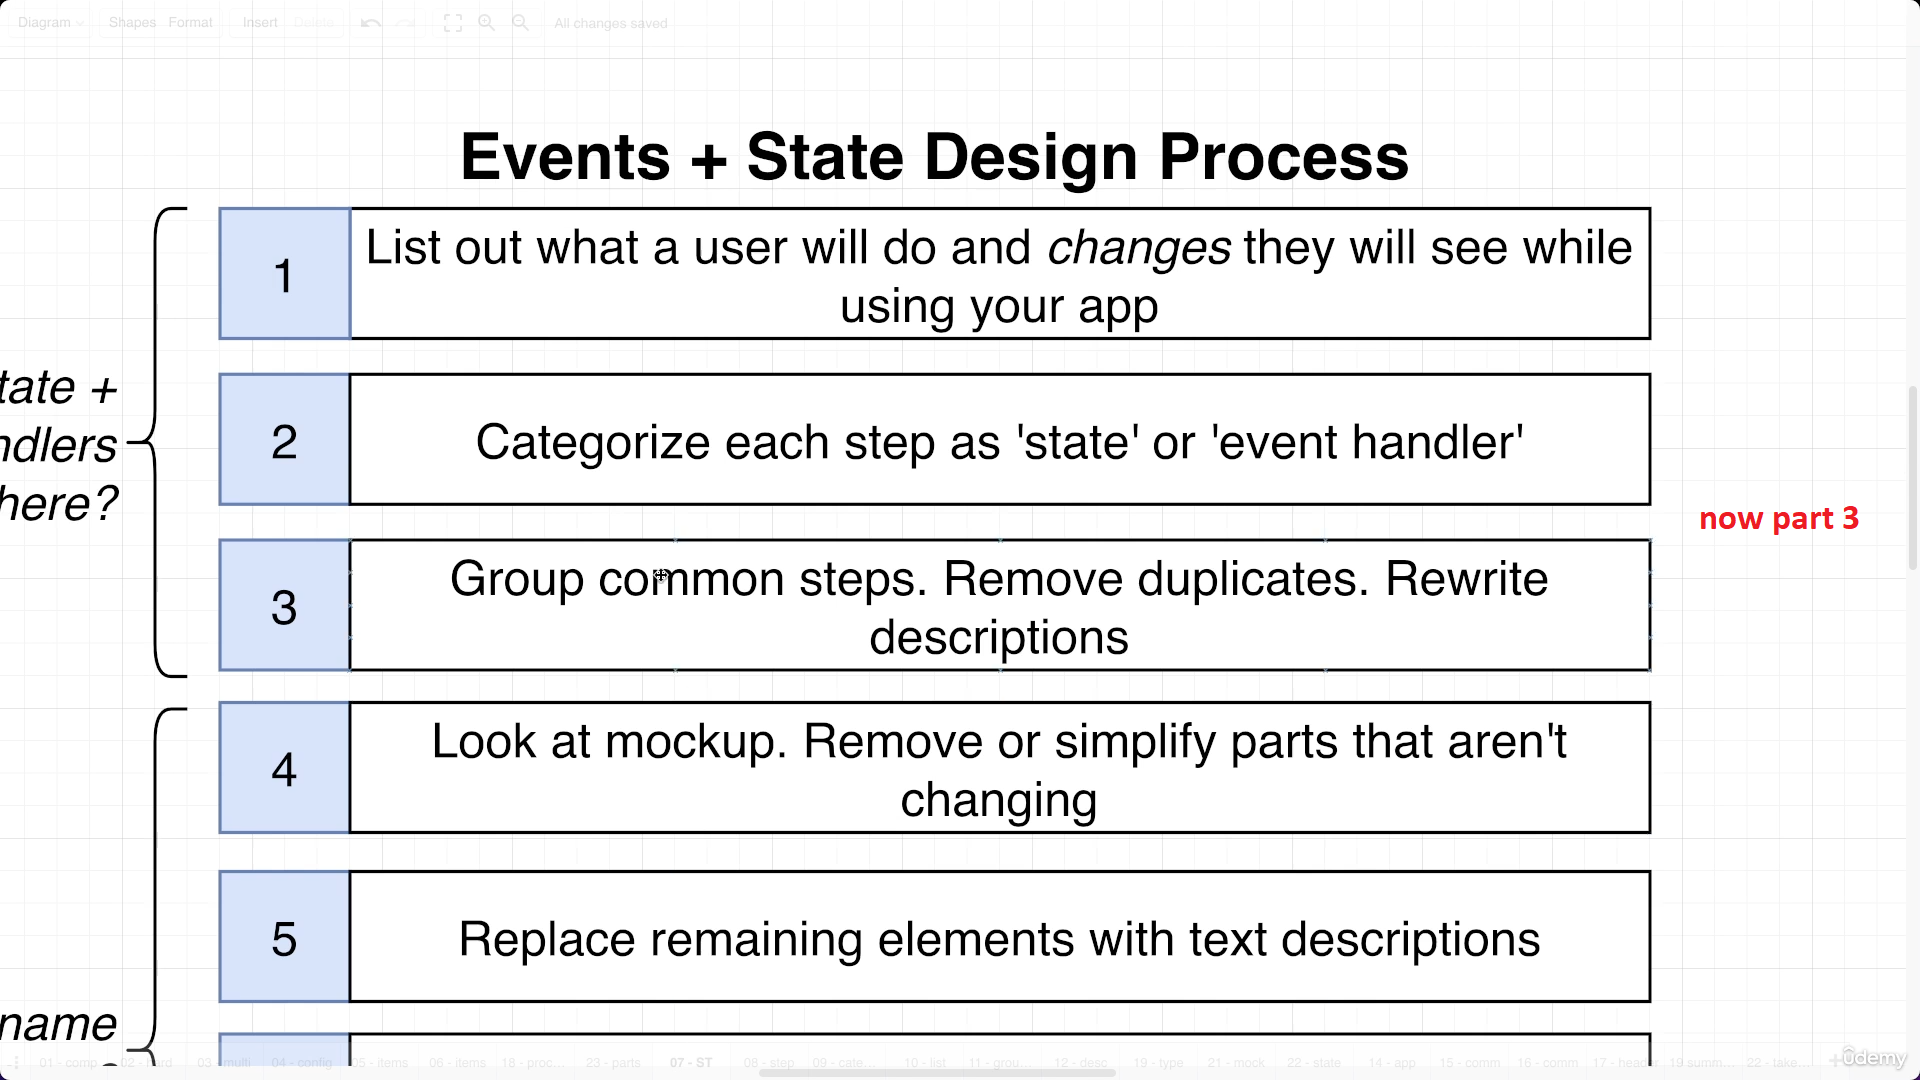 Diagram Shapes Format Insert Delete All changes saved
Events + State Design Process
1
List out what a user will do and changes they will see while
using your app
tate +
ndlers
here?
2
Categorize each step as 'state' or 'event handler'
now part 3
3
Group common steps. Remove duplicates. Rewrite
descriptions
4
Look at mockup. Remove or simplify parts that aren't
changing
5
Replace remaining elements with text descriptions
name
01 - comp 02 - hard 03 - multi 04 - config 05 - items 06 - items 18 - proc... 23 - parts 07 - ST 08 - step 09 - cate... 10 - list 11 - grou... 12 - desc 19 - type 21 - mock 22 - state 14 - app 15 - comm 16 - comm 17 - header 19 summ... 22 - take...
ûdemy